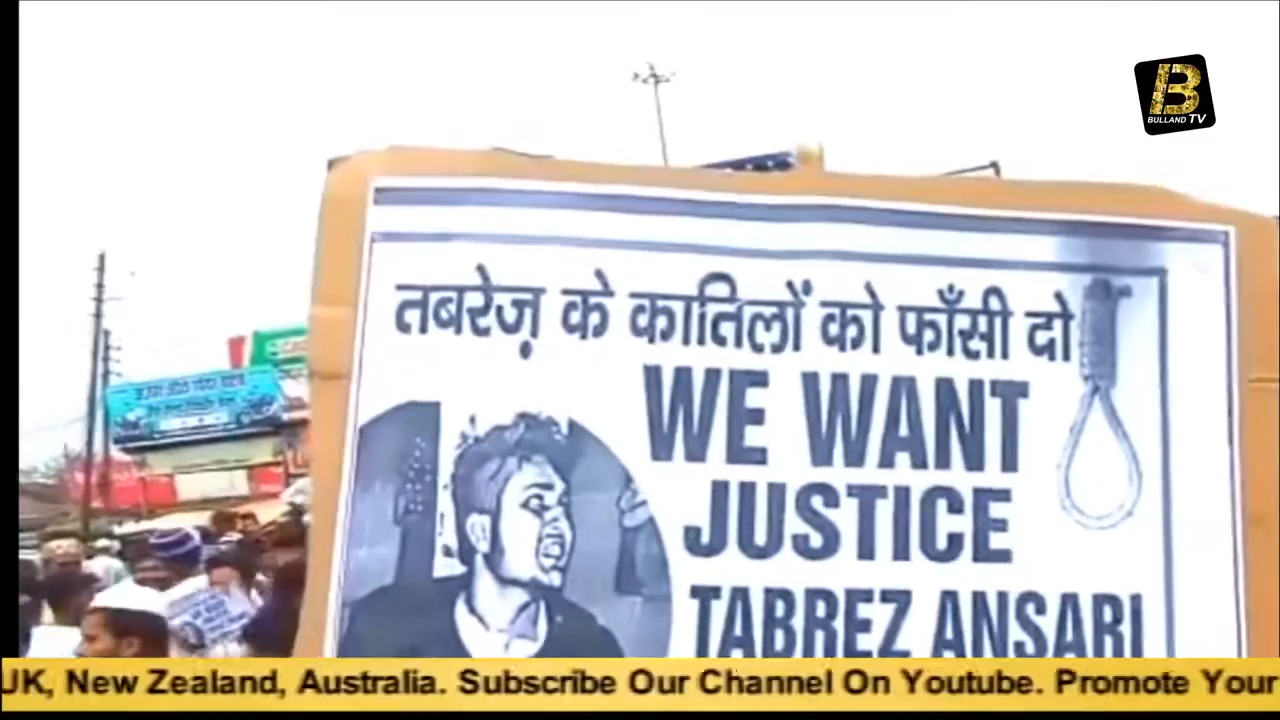 B
BULLAND TV
तबरेज़ के कातिलों को फाँसी दो
WE WANT
JUSTICE
TABREZ ANSARI
UK, New Zealand, Australia. Subscribe Our Channel On Youtube. Promote Your